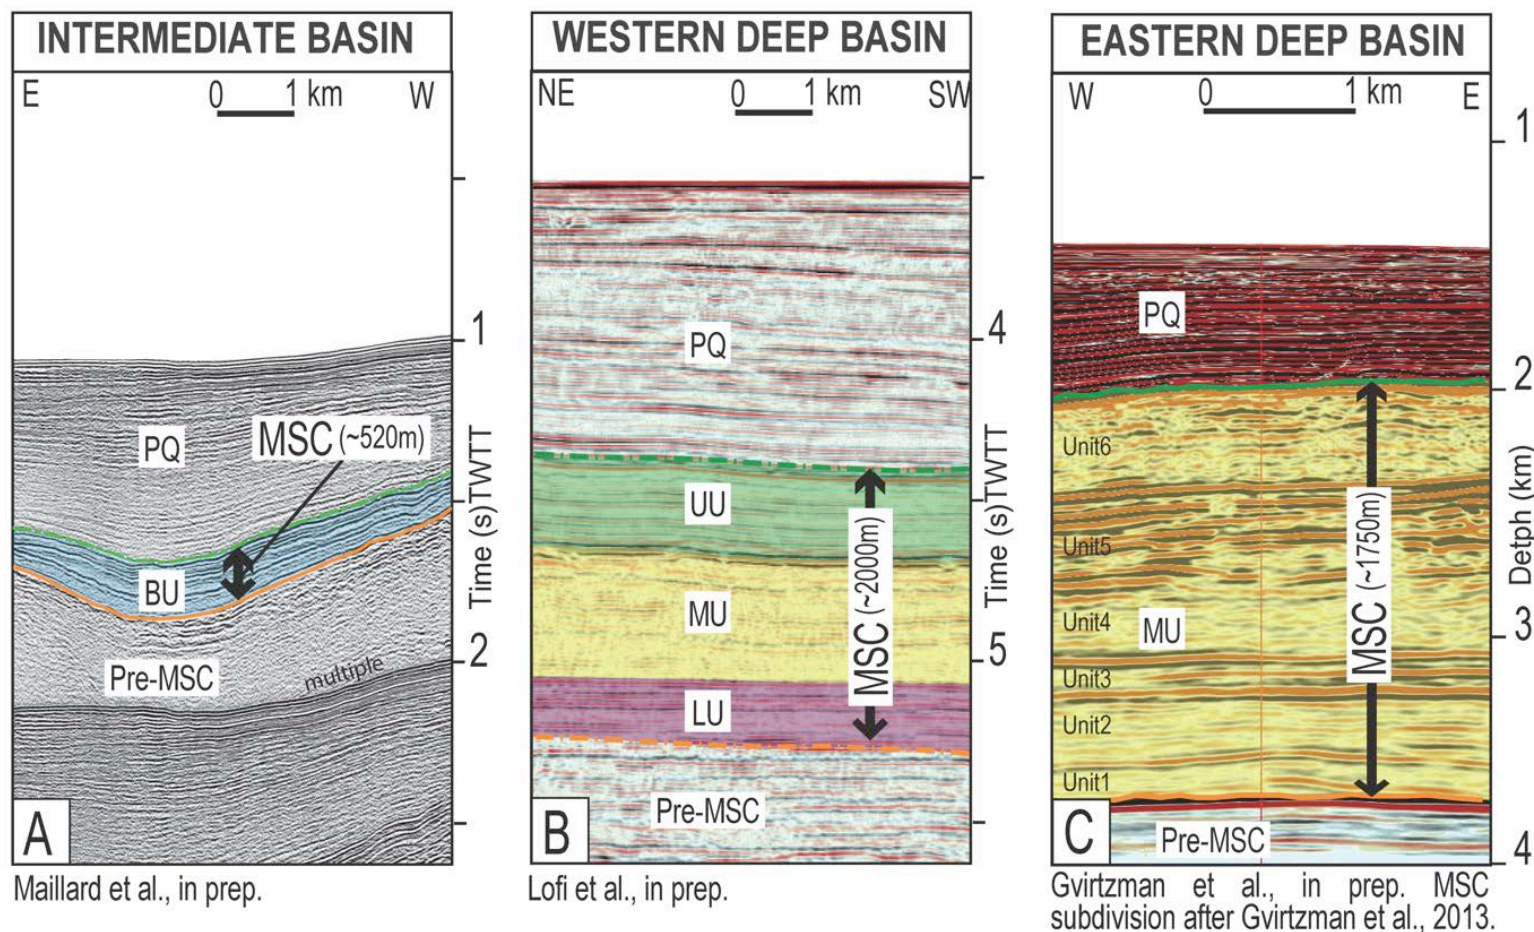 INTERMEDIATE BASIN
E 0 1 km W
1
PQ
MSC (~520m)
Time (s)TWTT
BU
2
Pre-MSC
multiple
A
Maillard et al., in prep.
WESTERN DEEP BASIN
NE 0 1 km SW
PQ
4
UU
Time (s)TWTT
MSC (~2000m)
MU
5
LU
Pre-MSC
B
Lofi et al., in prep.
EASTERN DEEP BASIN
W 0 1 km E
1
PQ
2
Unit6
Unit5
MSC (~1750m)
Detph (km)
Unit4
MU
3
Unit3
Unit2
Unit1
Pre-MSC
C
4
Gvirtzman et al., in prep. MSC
subdivision after Gvirtzman et al., 2013.